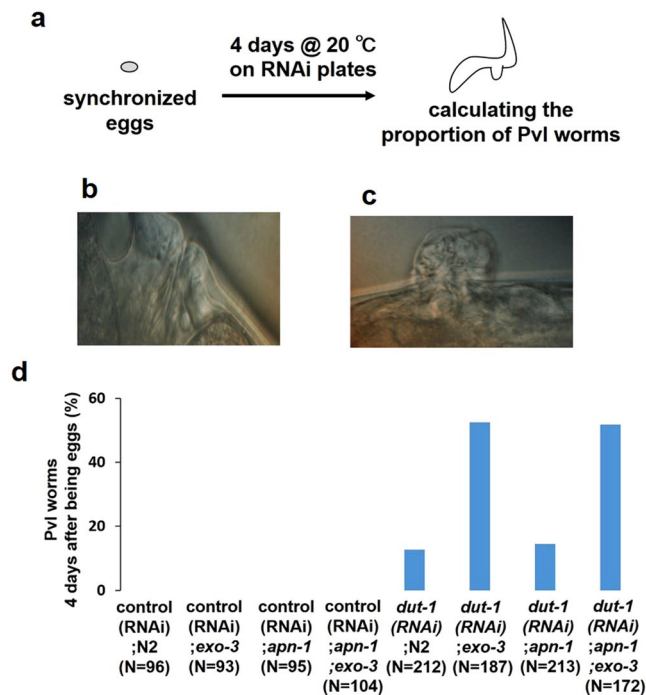 a
4 days @ 20 ℃
on RNAi plates
synchronized
eggs
calculating the
proportion of Pvl worms
b
c
d
Pvl worms
4 days after being eggs (%)
60
40
20
0
control
(RNAi)
;N2
(N=96)
control
(RNAi)
;exo-3
(N=93)
control
(RNAi)
;apn-1
(N=95)
control
(RNAi)
;apn-1
;exo-3
(N=104)
dut-1
(RNAi)
;N2
(N=212)
dut-1
(RNAi)
;exo-3
(N=187)
dut-1
(RNAi)
;apn-1
(N=213)
dut-1
(RNAi)
;apn-1
;exo-3
(N=172)